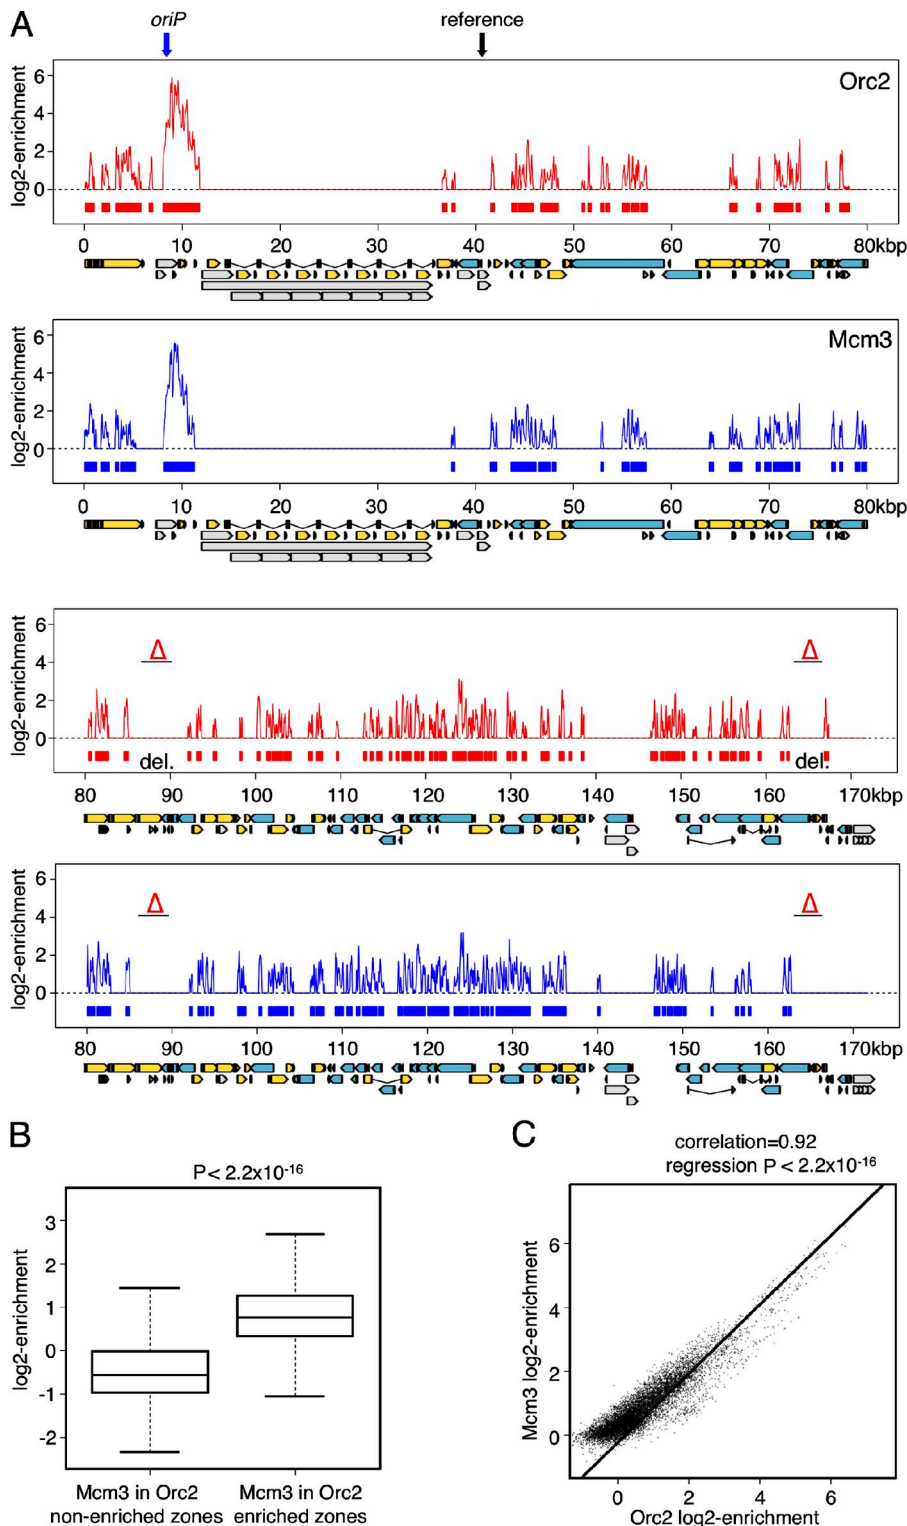 A
oriP
reference
Orc2
log2-enrichment
6
4
2
0
0 10 20 30 40 50 60 70 80kbp
Mcm3
log2-enrichment
6
4
2
0
0 10 20 30 40 50 60 70 80kbp
log2-enrichment
6
4
2
0
Δ
Δ
del.
del.
80 90 100 110 120 130 140 150 160 170kbp
log2-enrichment
6
4
2
0
Δ
Δ
80 90 100 110 120 130 140 150 160 170kbp
B
P < 2.2x10⁻¹⁶
log2-enrichment
3
2
1
0
-1
-2
Mcm3 in Orc2
non-enriched zones
Mcm3 in Orc2
enriched zones
C
correlation=0.92
regression P < 2.2x10⁻¹⁶
Mcm3 log2-enrichment
6
4
2
0
0 2 4 6
Orc2 log2-enrichment